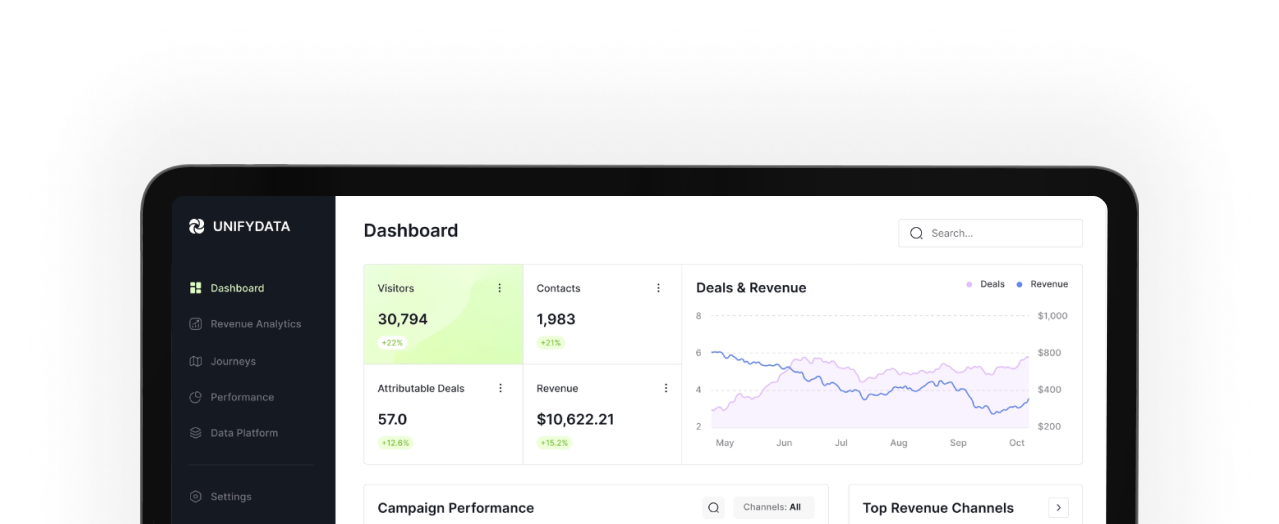 UNIFYDATA
Dashboard
Revenue Analytics
Journeys
Performance
Data Platform
Settings
Dashboard
Search...
Visitors
30,794
+22%
Contacts
1,983
+21%
Attributable Deals
57.0
+12.6%
Revenue
$10,622.21
+15.2%
Deals & Revenue
Deals
Revenue
8
6
4
2
$1,000
$800
$400
$200
May Jun Jul Aug Sep Oct
Campaign Performance
Channels: All
Top Revenue Channels